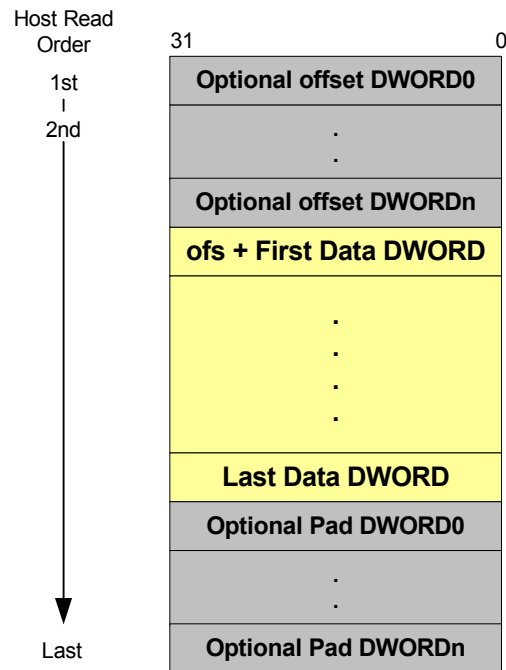 Host Read
Order
31 0
1st
2nd
Last
Optional offset DWORD0
.
.
Optional offset DWORDn
ofs + First Data DWORD
.
.
.
.
Last Data DWORD
Optional Pad DWORD0
.
.
Optional Pad DWORDn